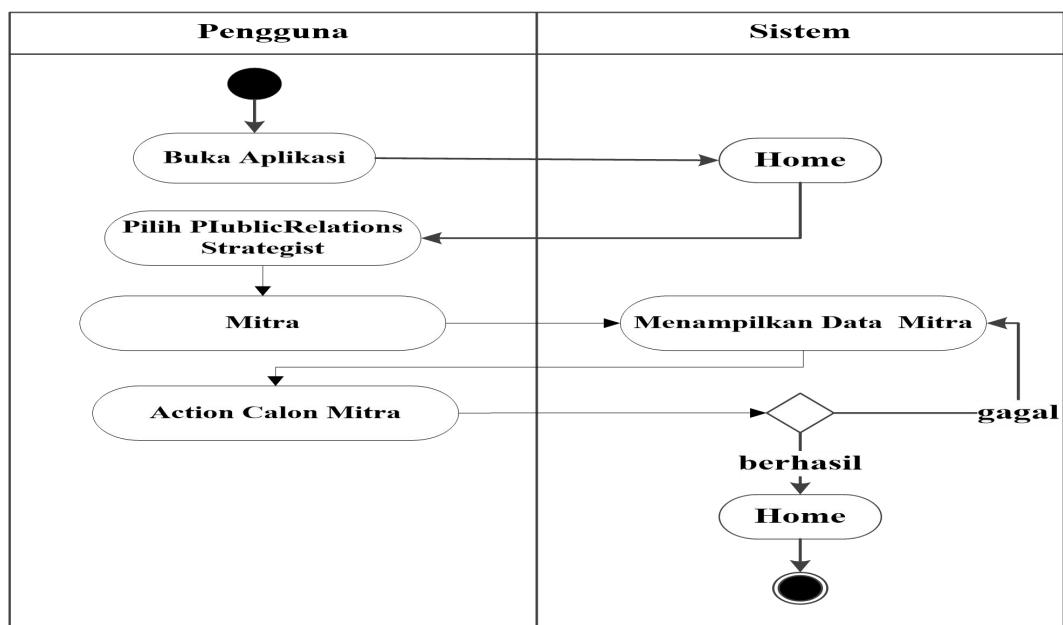 Pengguna
Sistem
Buka Aplikasi
Home
Pilih PIublicRelations
Strategist
Mitra
Menampilkan Data Mitra
Action Calon Mitra
gagal
berhasil
Home